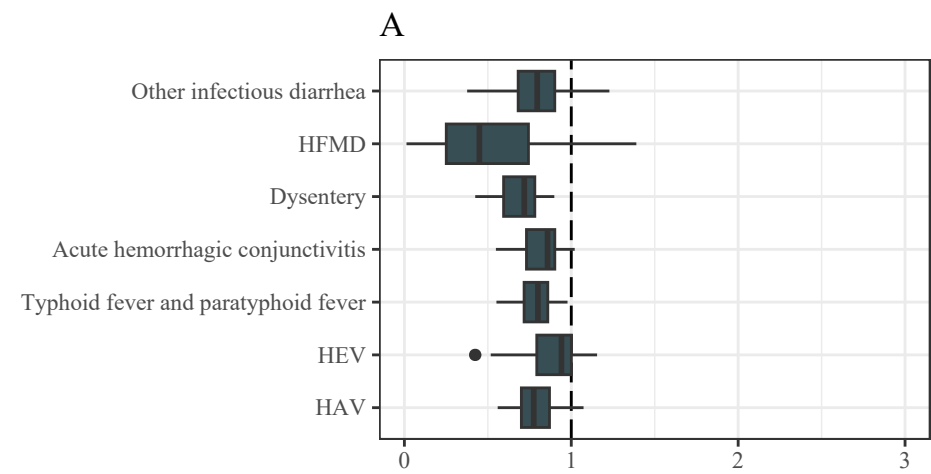 A
Other infectious diarrhea
HFMD
Dysentery
Acute hemorrhagic conjunctivitis
Typhoid fever and paratyphoid fever
HEV
HAV
0 1 2 3